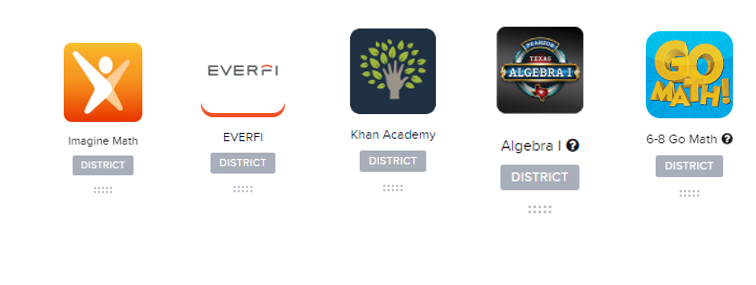 EVERFI
PEARSON
TEXAS
ALGEBRA I
GO
MATH!
Imagine Math
EVERFI
Khan Academy
Algebra I ?
6-8 Go Math ?
DISTRICT
DISTRICT
DISTRICT
DISTRICT
DISTRICT